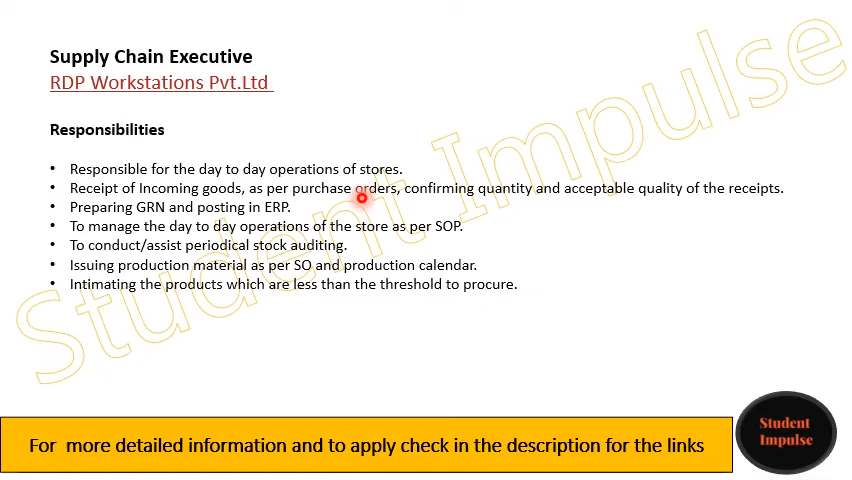 Supply Chain Executive
RDP Workstations Pvt.Ltd
Responsibilities
• Responsible for the day to day operations of stores.
• Receipt of Incoming goods, as per purchase orders, confirming quantity and acceptable quality of the receipts.
• Preparing GRN and posting in ERP.
• To manage the day to day operations of the store as per SOP.
• To conduct/assist periodical stock auditing.
• Issuing production material as per SO and production calendar.
• Intimating the products which are less than the threshold to procure.
Student Impulse
For more detailed information and to apply check in the description for the links
Student
Impulse